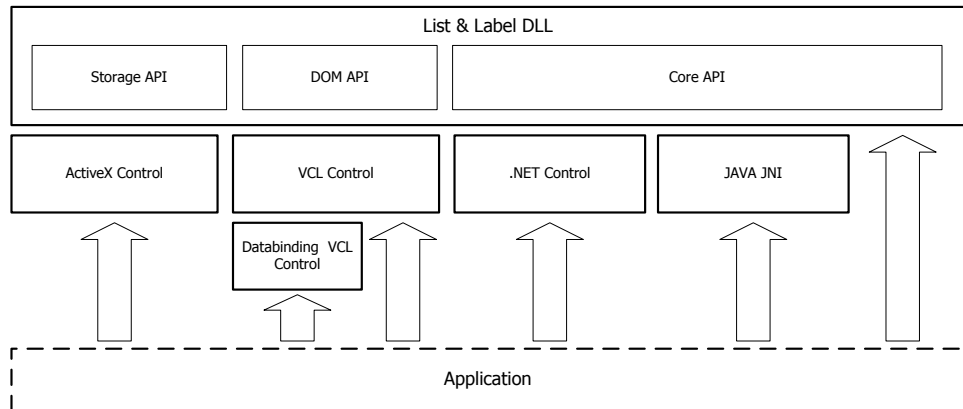 List & Label DLL
Storage API
DOM API
Core API
ActiveX Control
VCL Control
.NET Control
JAVA JNI
Databinding VCL
Control
Application